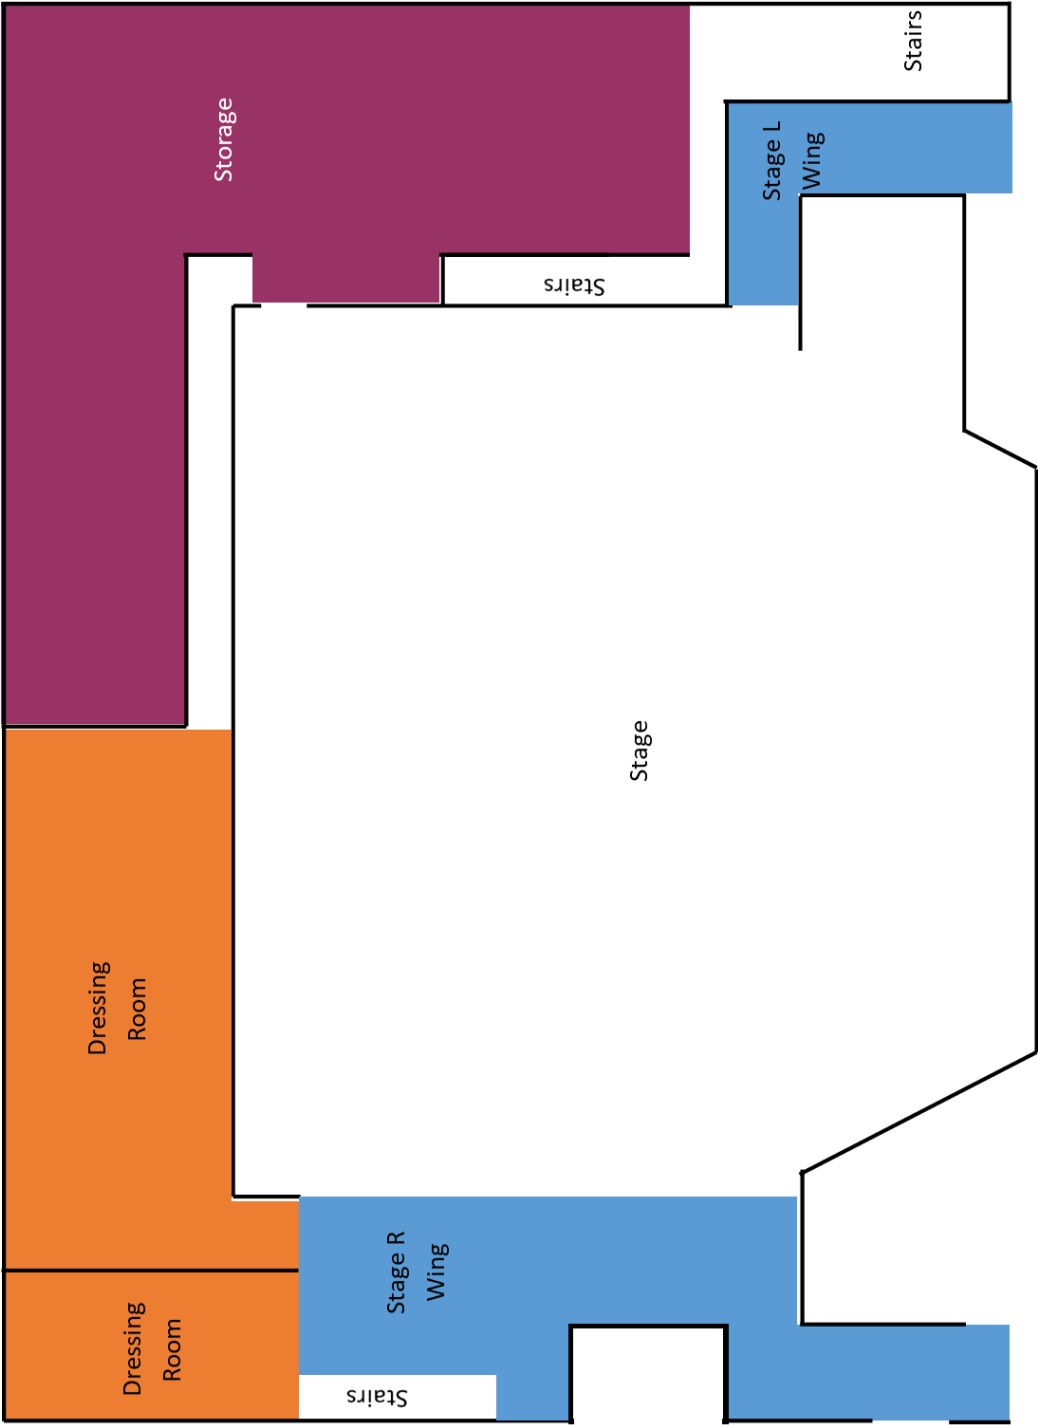 Stairs
Storage
Stage L
Wing
Stairs
Stage
Dressing
Room
Stage R
Wing
Dressing
Room
Stairs